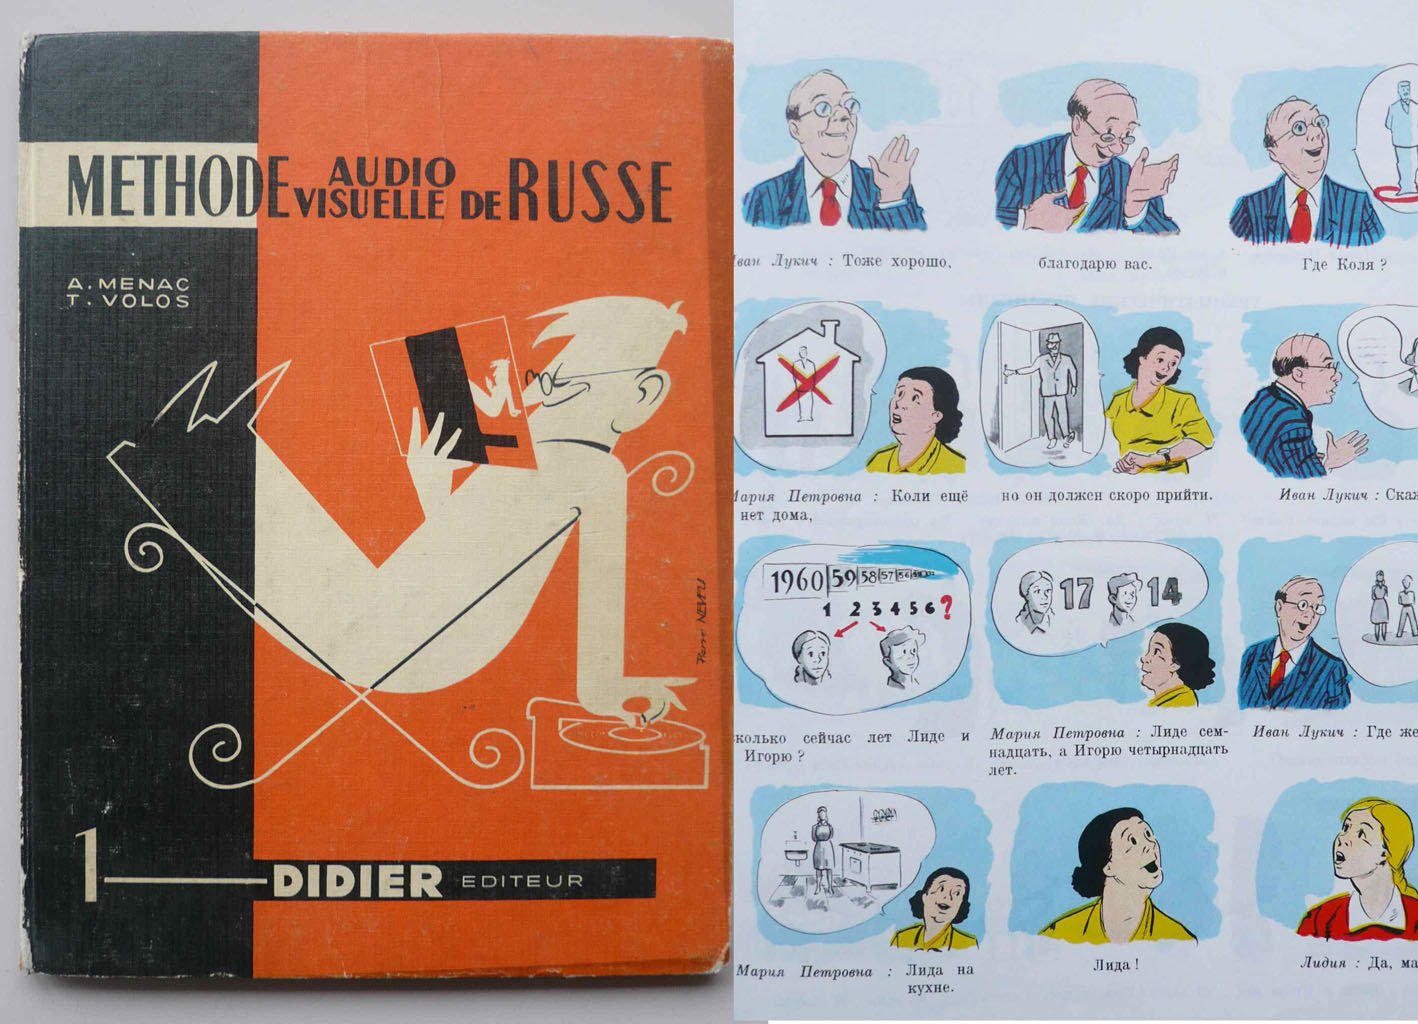 METHODE AUDIO VISUELLE DE RUSSE
A. MENAC
T. VOLOS
Pierre NEVEU
1
DIDIER EDITEUR
Иван Лукич : Тоже хорошо,
благодарю вас.
Где Коля ?
Мария Петровна : Коли ещё
нет дома,
но он должен скоро прийти.
Иван Лукич :
1960 59 58 57 56
1 2 3 4 5 6 ?
17 14
сколько сейчас лет Лиде и
Игорю ?
Мария Петровна : Лиде сем-
надцать, а Игорю четырнадцать
лет.
Иван Лукич : Где же
Мария Петровна : Лида на
кухне.
Лида !
Лидия : Да, ма